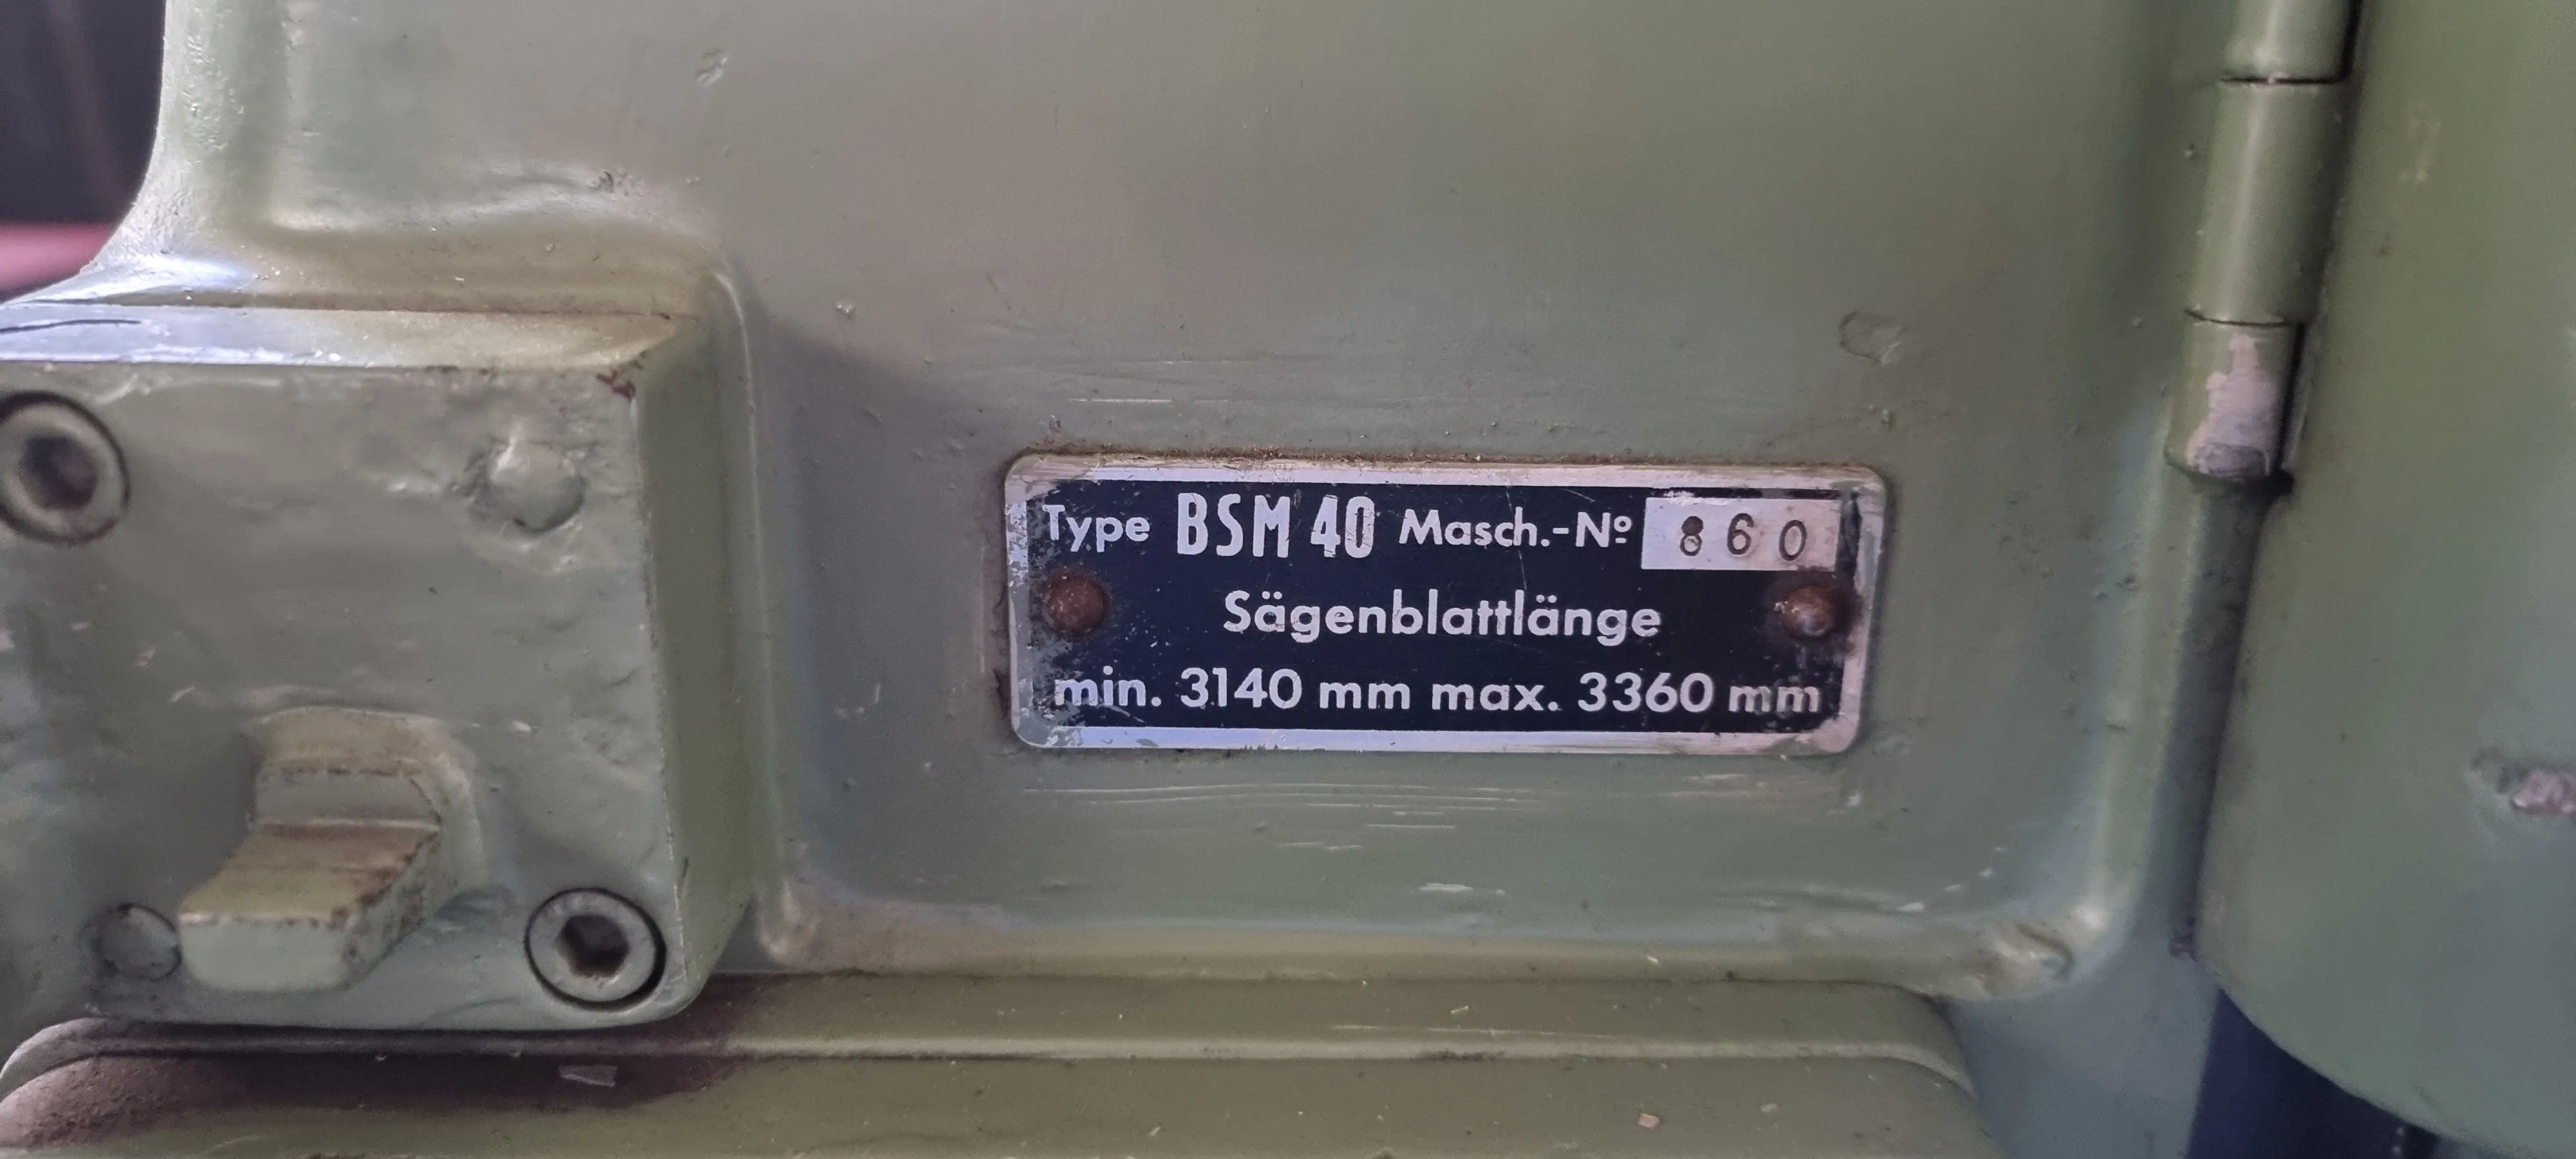 Type BSM 40 Masch.-Nº 860
Sägenblattlänge
min. 3140 mm max. 3360 mm